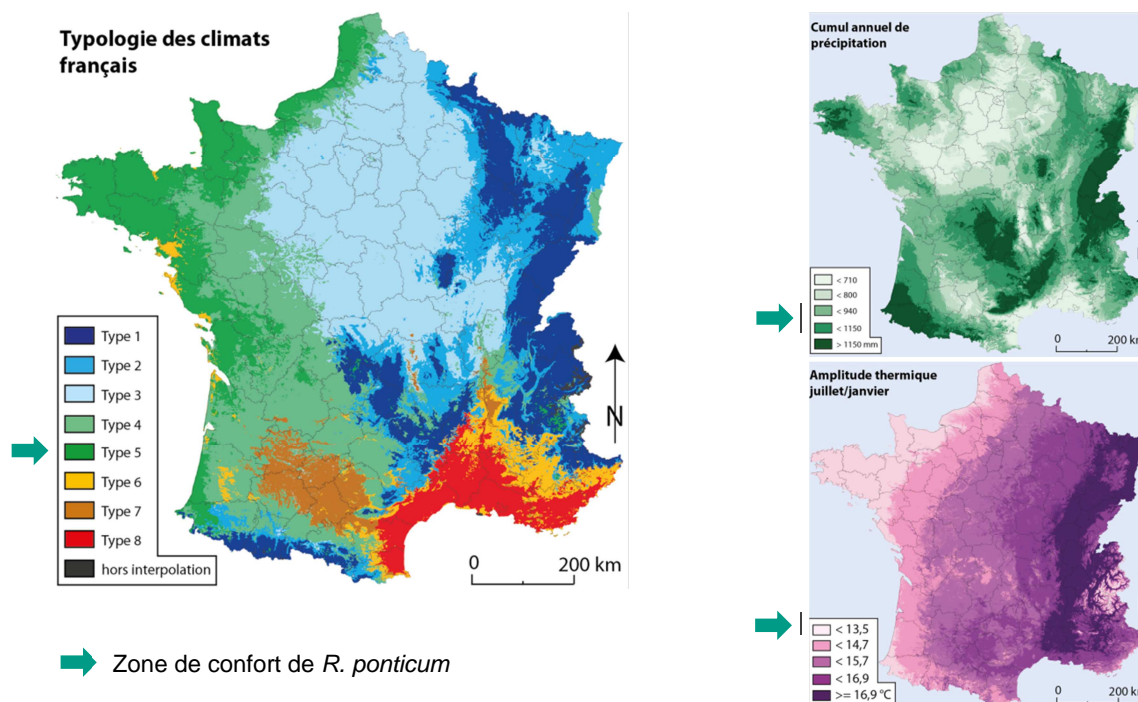 Typologie des climats
français
Type 1
Type 2
Type 3
Type 4
Type 5
Type 6
Type 7
Type 8
hors interpolation
N
0 200 km
Zone de confort de R. ponticum
Cumul annuel de
précipitation
< 710
< 800
< 940
< 1150
> 1150 mm
0 200 km
Amplitude thermique
juillet/janvier
< 13,5
< 14,7
< 15,7
< 16,9
>= 16,9 °C
0 200 km